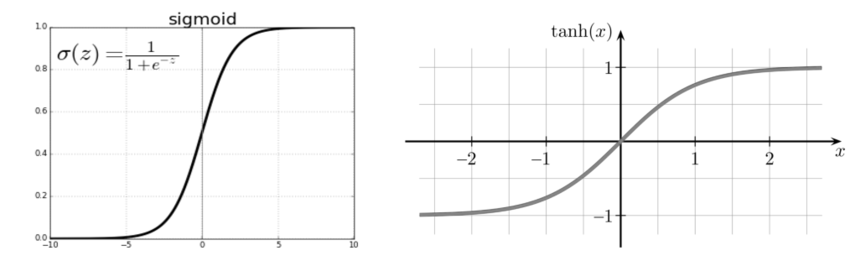 sigmoid
1.0
σ(z) = 1/(1+e^{-z})
0.8
0.6
0.4
0.2
0.0
−10 −5 0 5 10
tanh(x)
1
−2 −1 1 2 x
−1